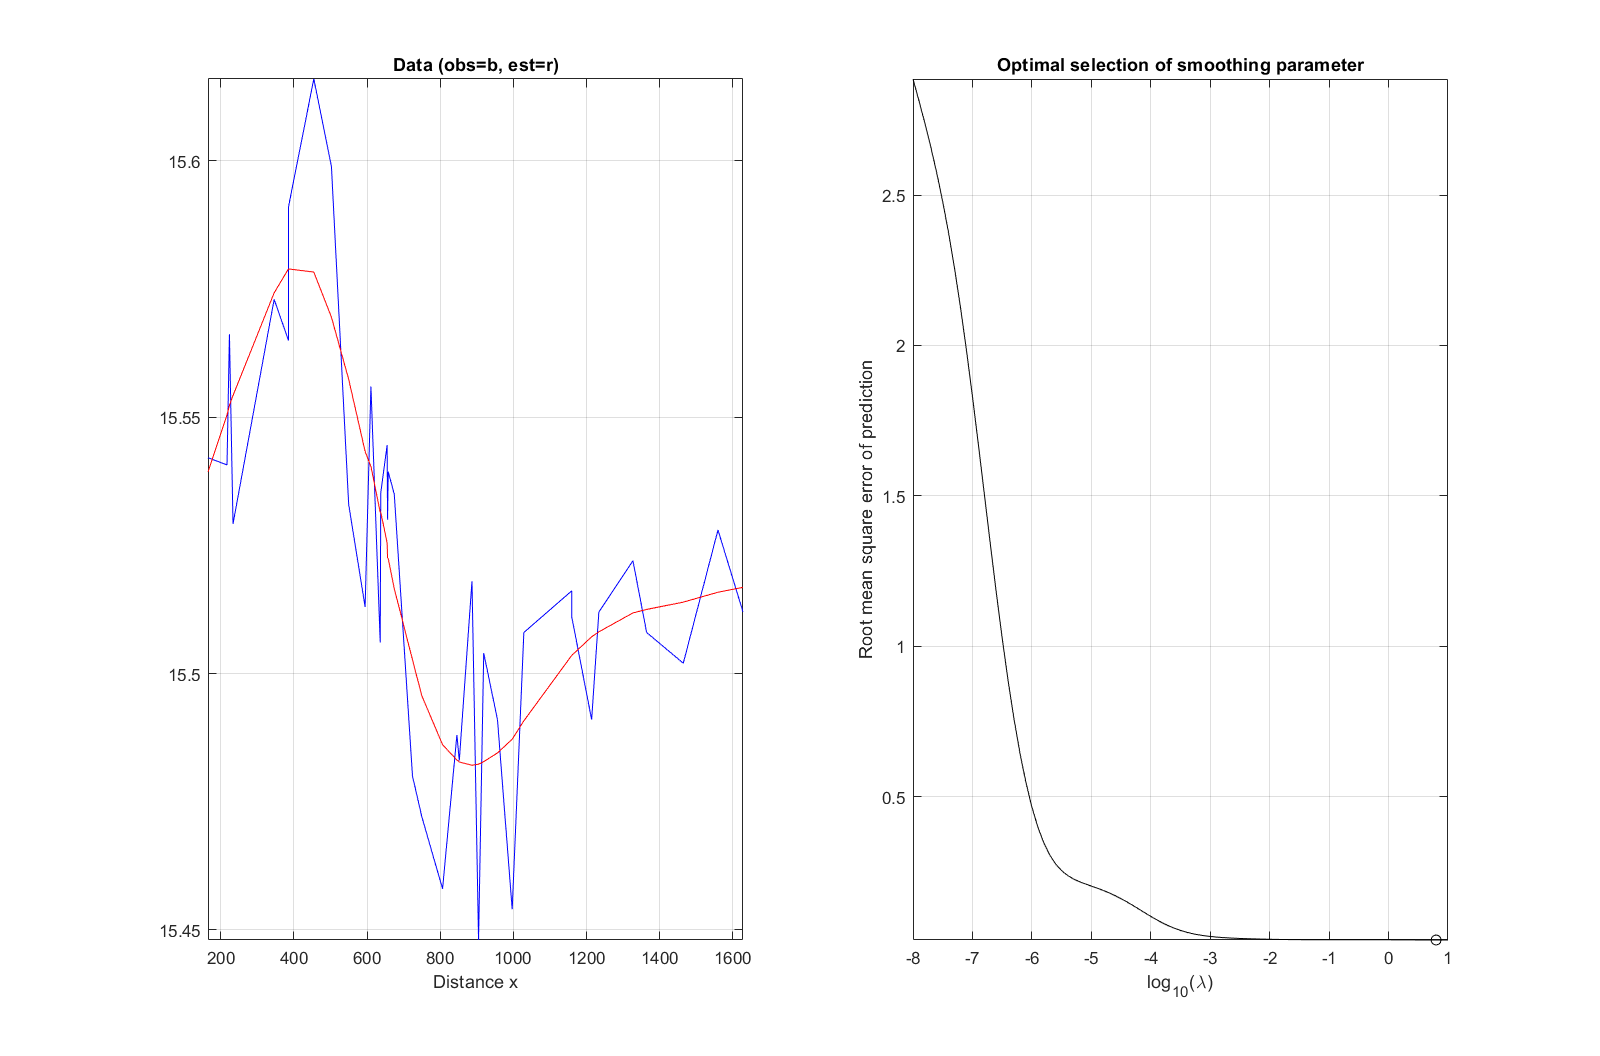 Data (obs=b, est=r)
15.6
15.55
15.5
15.45
200 400 600 800 1000 1200 1400 1600
Distance x
Optimal selection of smoothing parameter
Root mean square error of prediction
2.5
2
1.5
1
0.5
-8 -7 -6 -5 -4 -3 -2 -1 0 1
log10(λ)